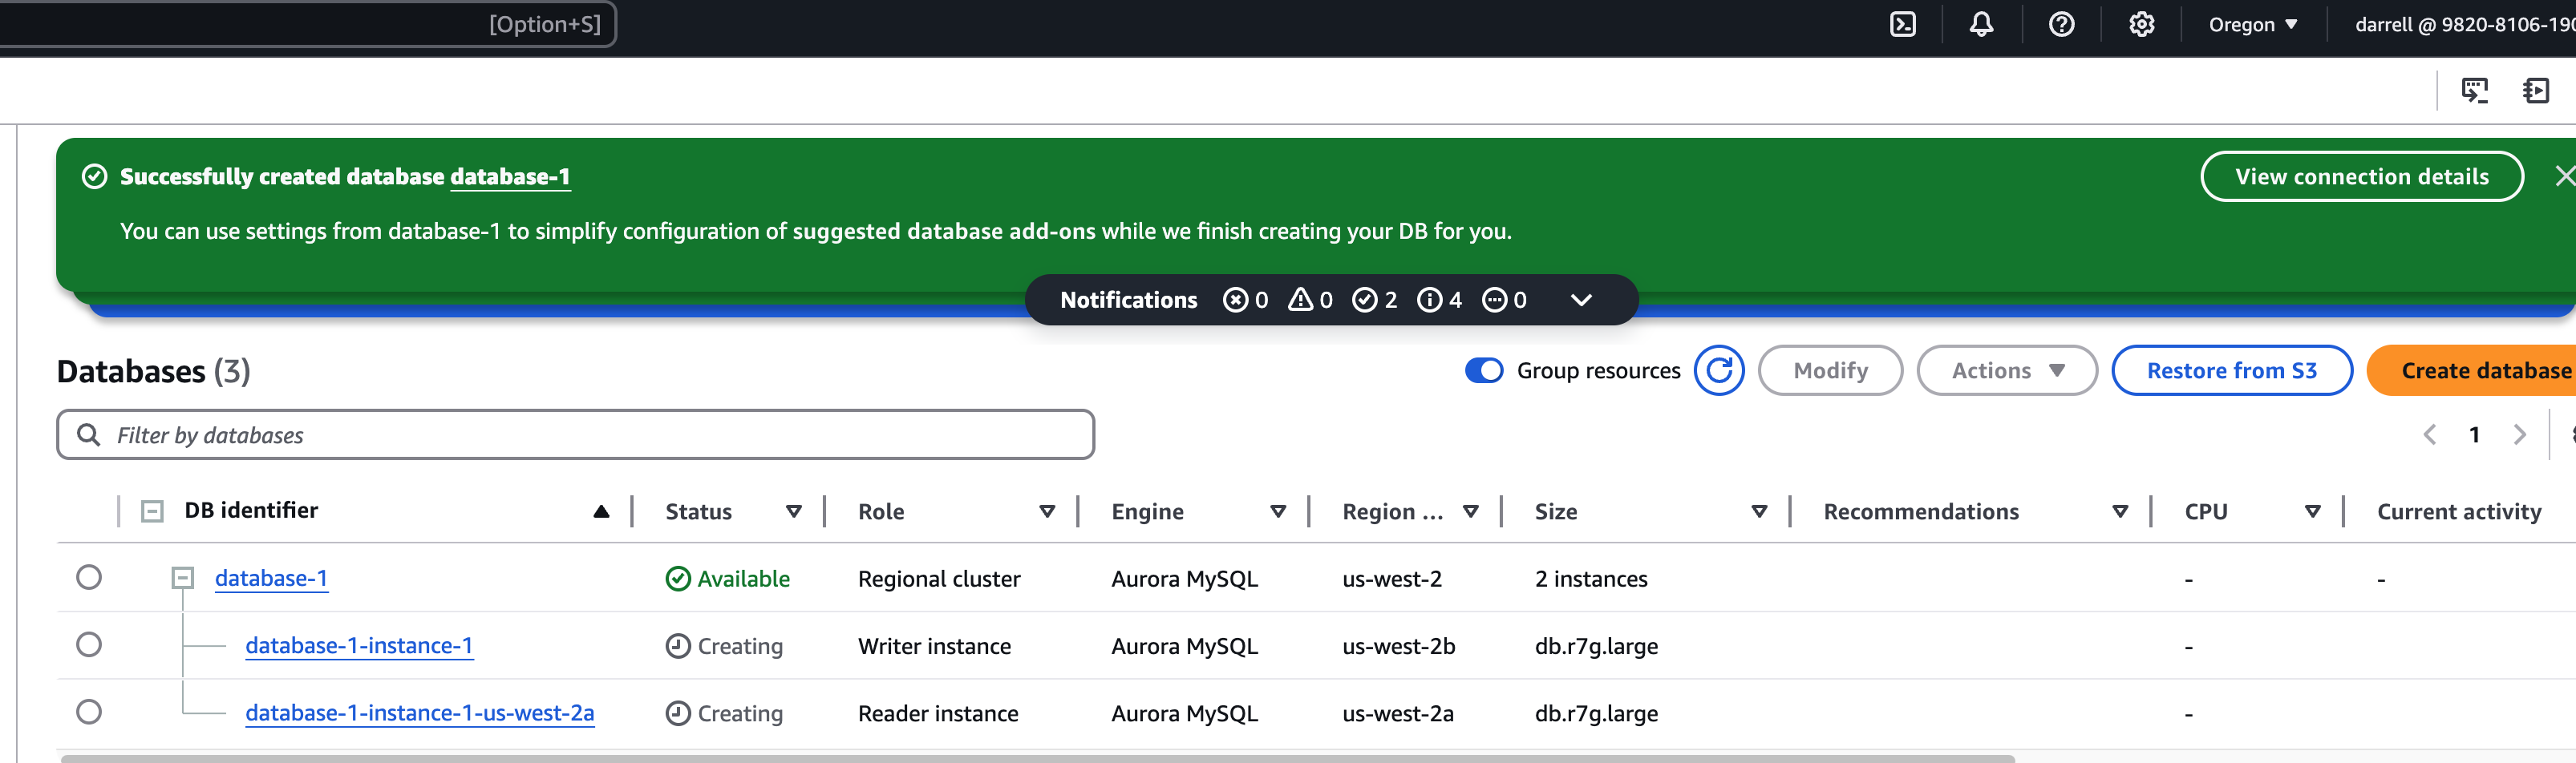 [Option+S]
Oregon
darrell @ 9820-8106-190
Successfully created database database-1
View connection details
You can use settings from database-1 to simplify configuration of suggested database add-ons while we finish creating your DB for you.
Notifications 0 0 2 4 0
Databases (3)
Group resources
Modify
Actions
Restore from S3
Create database
Filter by databases
1
DB identifier Status Role Engine Region ... Size Recommendations CPU Current activity
database-1 Available Regional cluster Aurora MySQL us-west-2 2 instances - -
database-1-instance-1 Creating Writer instance Aurora MySQL us-west-2b db.r7g.large -
database-1-instance-1-us-west-2a Creating Reader instance Aurora MySQL us-west-2a db.r7g.large -